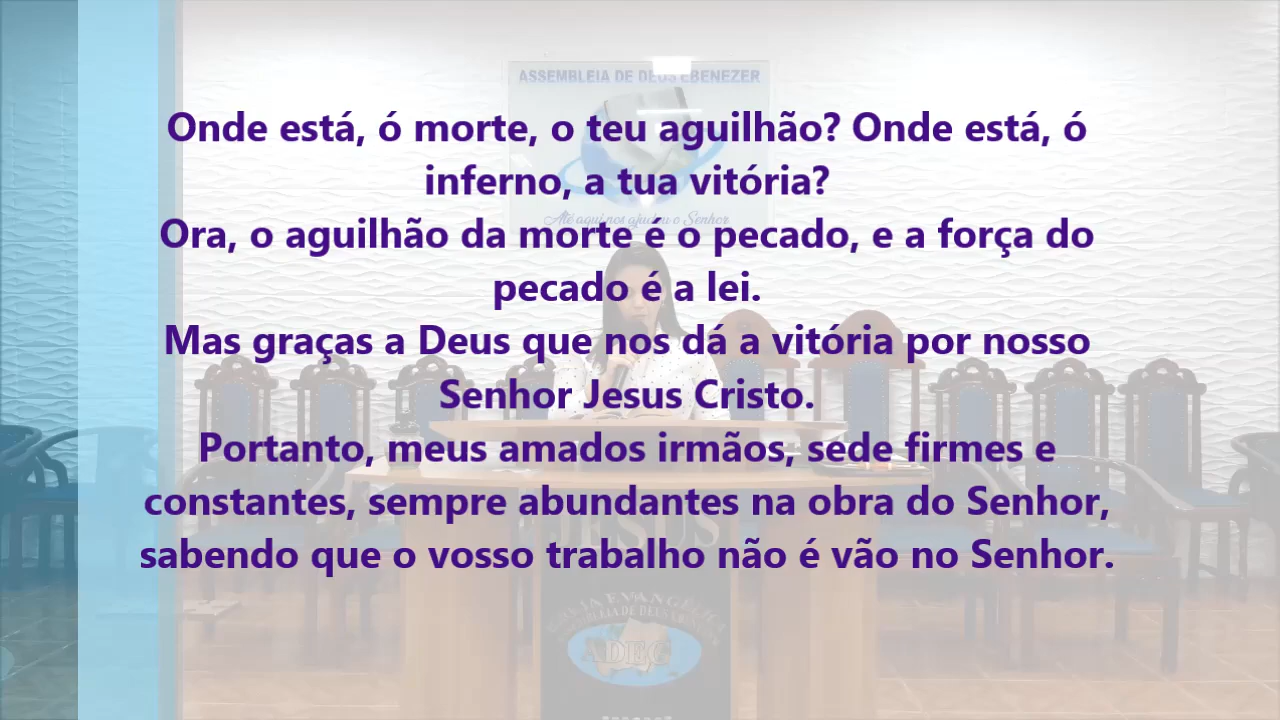 ASSEMBLEIA DE DEUS EBENEZER
Onde está, ó morte, o teu aguilhão? Onde está, ó
inferno, a tua vitória?
Até aqui nos ajudou o Senhor
Ora, o aguilhão da morte é o pecado, e a força do
pecado é a lei.
Mas graças a Deus que nos dá a vitória por nosso
Senhor Jesus Cristo.
Portanto, meus amados irmãos, sede firmes e
constantes, sempre abundantes na obra do Senhor,
JESUS
sabendo que o vosso trabalho não é vão no Senhor.
ADEG